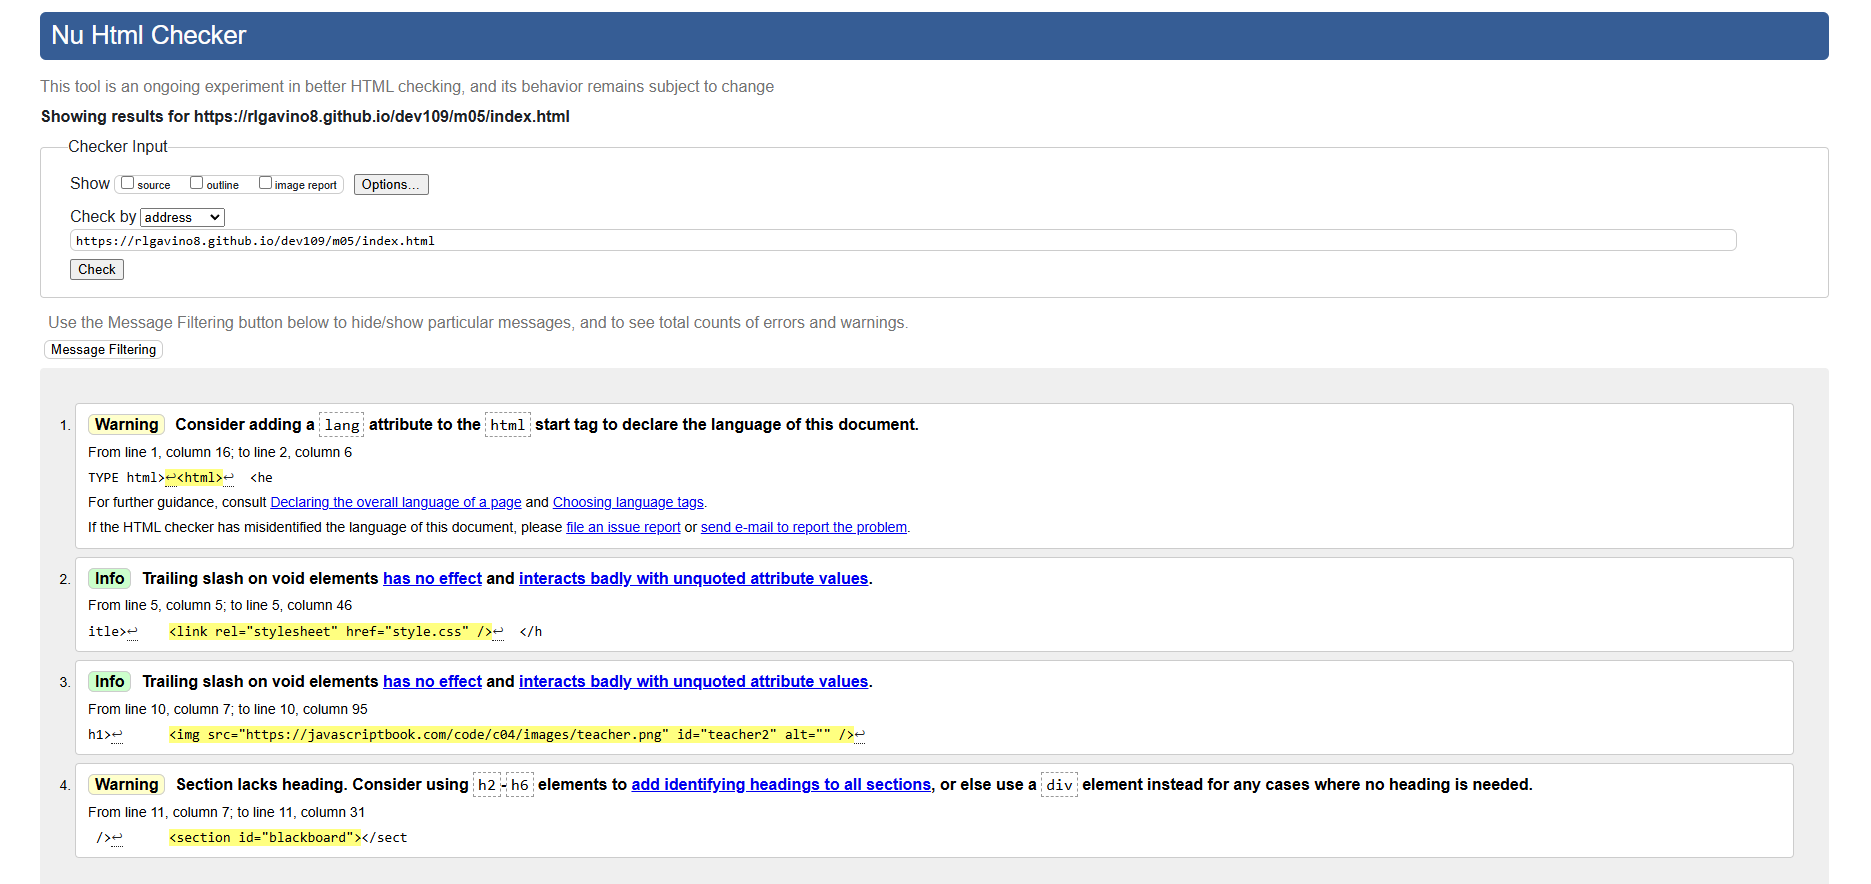 Nu Html Checker
This tool is an ongoing experiment in better HTML checking, and its behavior remains subject to change
Showing results for https://rlgavino8.github.io/dev109/m05/index.html
Checker Input
Show source outline image report Options...
Check by address
https://rlgavino8.github.io/dev109/m05/index.html
Check
Use the Message Filtering button below to hide/show particular messages, and to see total counts of errors and warnings.
Message Filtering
1. Warning Consider adding a lang attribute to the html start tag to declare the language of this document.
From line 1, column 16; to line 2, column 6
TYPE html>↩<html>↩ <he
For further guidance, consult Declaring the overall language of a page and Choosing language tags.
If the HTML checker has misidentified the language of this document, please file an issue report or send e-mail to report the problem.
2. Info Trailing slash on void elements has no effect and interacts badly with unquoted attribute values.
From line 5, column 5; to line 5, column 46
itle>↩ <link rel="stylesheet" href="style.css" />↩ </h
3. Info Trailing slash on void elements has no effect and interacts badly with unquoted attribute values.
From line 10, column 7; to line 10, column 95
h1>↩ <img src="https://javascriptbook.com/code/c04/images/teacher.png" id="teacher2" alt="" />↩
4. Warning Section lacks heading. Consider using h2-h6 elements to add identifying headings to all sections, or else use a div element instead for any cases where no heading is needed.
From line 11, column 7; to line 11, column 31
/>↩ <section id="blackboard"></sect